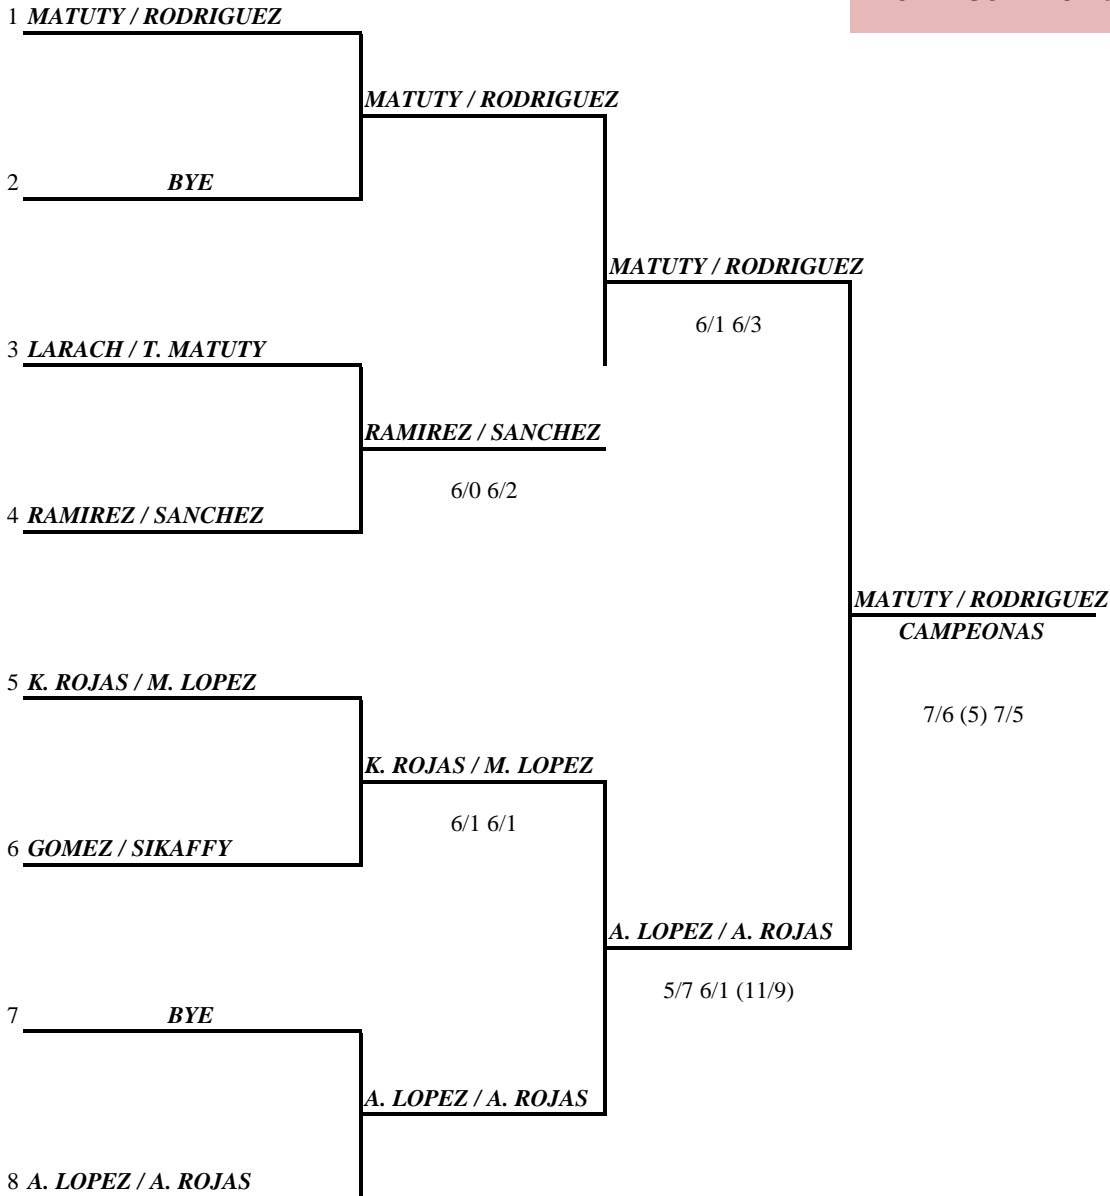 1 MATUTY / RODRIGUEZ
MATUTY / RODRIGUEZ
2 BYE
MATUTY / RODRIGUEZ
6/1 6/3
3 LARACH / T. MATUTY
RAMIREZ / SANCHEZ
6/0 6/2
4 RAMIREZ / SANCHEZ
MATUTY / RODRIGUEZ
CAMPEONAS
5 K. ROJAS / M. LOPEZ
7/6 (5) 7/5
K. ROJAS / M. LOPEZ
6/1 6/1
6 GOMEZ / SIKAFFY
A. LOPEZ / A. ROJAS
5/7 6/1 (11/9)
7 BYE
A. LOPEZ / A. ROJAS
8 A. LOPEZ / A. ROJAS